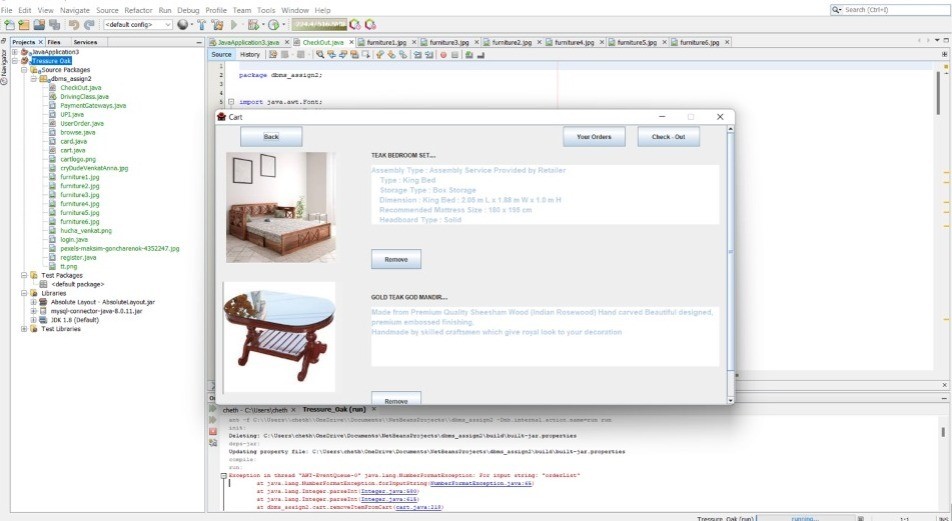 File Edit View Navigate Source Refactor Run Debug Profile Team Tools Window Help
Search (Ctrl+I)
<default config>
Projects Files Services
JavaApplication3.java CheckOut.java furniture1.jpg furniture3.jpg furniture2.jpg furniture4.jpg furniture5.jpg furniture6.jpg
Source History
Navigator
JavaApplication3
Tressure Oak
Source Packages
dbms_assign2
CheckOut.java
DrivingClass.java
PaymentGateways.java
UPI.java
UserOrder.java
browse.java
card.java
cart.java
cartlogo.png
cryDudeVenkatAnna.jpg
furniture1.jpg
furniture2.jpg
furniture3.jpg
furniture4.jpg
furniture5.jpg
furniture6.jpg
hucha_venkat.png
login.java
pexels-maksim-goncharenok-4352247.jpg
register.java
tt.png
Test Packages
<default package>
Libraries
Absolute Layout - AbsoluteLayout.jar
mysql-connector-java-8.0.11.jar
JDK 1.8 (Default)
Test Libraries
1
2 package dbms_assign2;
3
4
5 import java.awt.Font;
Cart
Back Your Orders Check - Out
TEAK BEDROOM SET....
Assembly Type : Assembly Service Provided by Retailer
Type : King Bed
Storage Type : Box Storage
Dimension : King Bed : 2.08 m L x 1.88 m W x 1.0 m H
Recommended Mattress Size : 180 x 195 cm
Headboard Type : Solid
Remove
GOLD TEAK GOD MANDIR....
Made from Premium Quality Sheesham Wood (Indian Rosewood) Hand carved Beautiful designed,
premium embossed finishing.
Handmade by skilled craftsmen which give royal look to your decoration
Remove
cheth - C:\Users\cheth Tressure_Oak (run)
init:
Deleting: C:\Users\cheth\OneDrive\Documents\NetBeansProjects\dbms_assign2\build\built-jar.properties
deps-jar:
Updating property file: C:\Users\cheth\OneDrive\Documents\NetBeansProjects\dbms_assign2\build\built-jar.properties
compile:
run:
Exception in thread "AWT-EventQueue-0" java.lang.NumberFormatException: For input string: "orderlist"
at java.lang.NumberFormatException.forInputString(NumberFormatException.java:65)
at java.lang.Integer.parseInt(Integer.java:580)
at java.lang.Integer.parseInt(Integer.java:615)
at dbms_assign2.cart.removeItemFromCart(cart.java:218)
Tressure_Oak (run) running... 1:1 INS